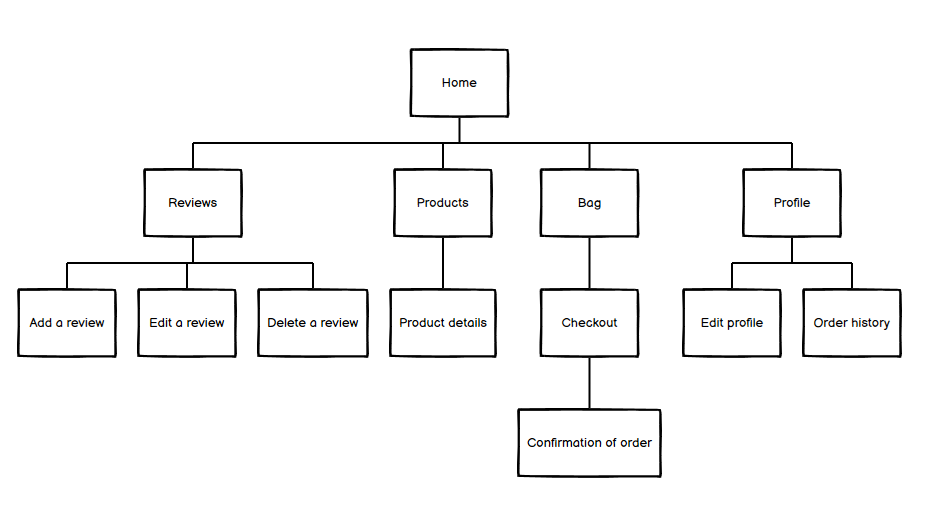 Home
Reviews
Products
Bag
Profile
Add a review
Edit a review
Delete a review
Product details
Checkout
Edit profile
Order history
Confirmation of order